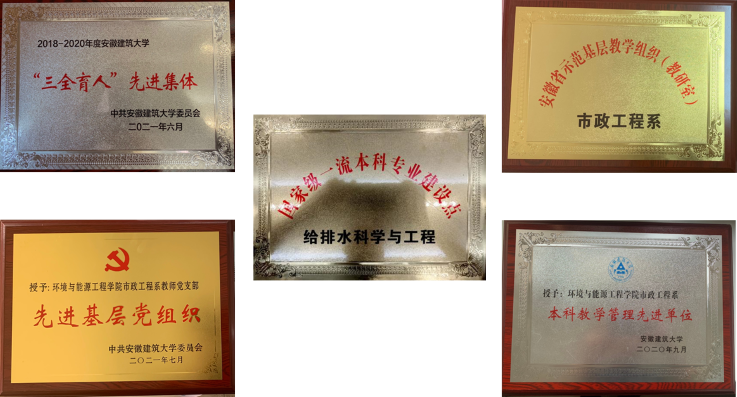 2018-2020年度安徽建筑大学
“三全育人”先进集体
中共安徽建筑大学委员会
二〇二一年六月
安徽省示范基层教学组织（教研室）
市政工程系
国家级一流本科专业建设点
给排水科学与工程
授予：环境与能源工程学院市政工程系教师党支部
先进基层党组织
中共安徽建筑大学委员会
二〇二一年七月
授予：环境与能源工程学院市政工程系
本科教学管理先进单位
安徽建筑大学
二〇二〇年九月